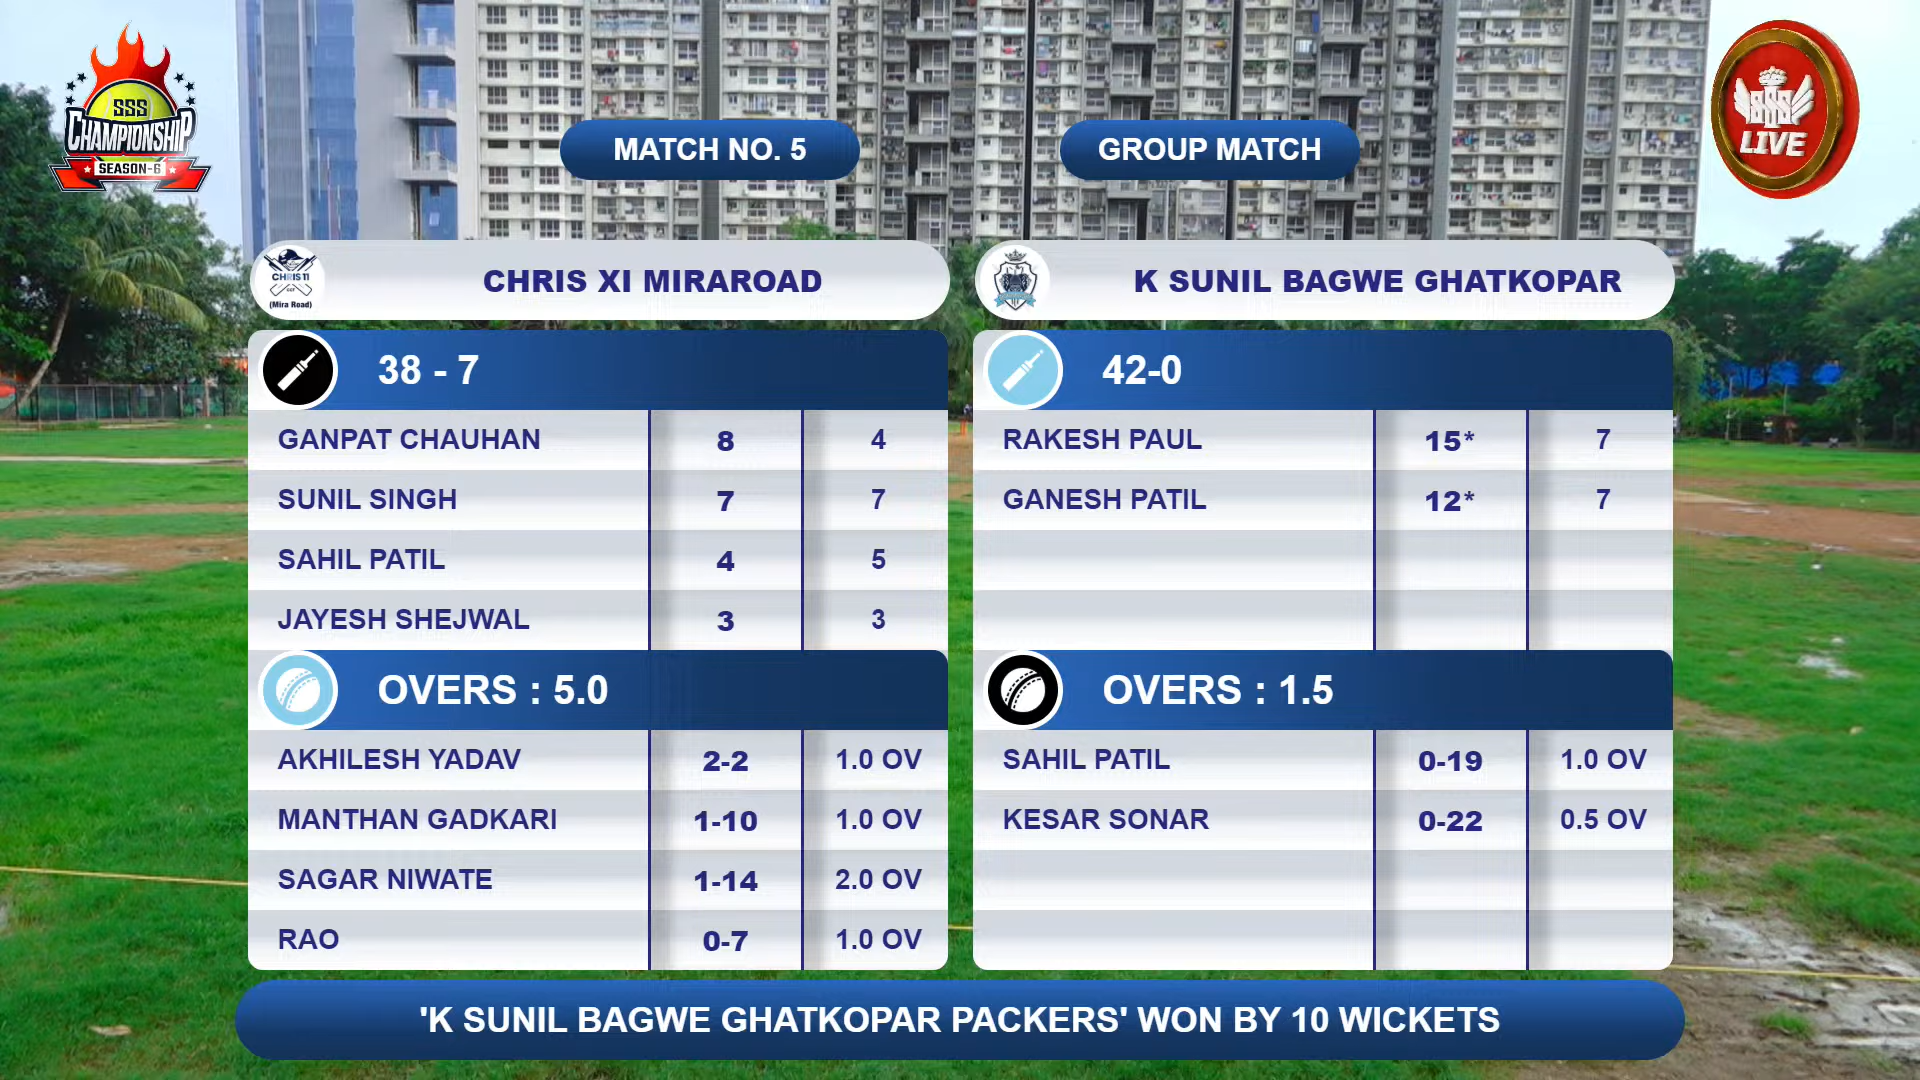 SSS
CHAMPIONSHIP
SEASON-6
SSS
LIVE
MATCH NO. 5
GROUP MATCH
CHRIS 11
(Mira Road)
CHRIS XI MIRAROAD
38 - 7
GANPAT CHAUHAN 8 4
SUNIL SINGH 7 7
SAHIL PATIL 4 5
JAYESH SHEJWAL 3 3
OVERS : 5.0
AKHILESH YADAV 2-2 1.0 OV
MANTHAN GADKARI 1-10 1.0 OV
SAGAR NIWATE 1-14 2.0 OV
RAO 0-7 1.0 OV
K SUNIL BAGWE GHATKOPAR
42-0
RAKESH PAUL 15* 7
GANESH PATIL 12* 7
OVERS : 1.5
SAHIL PATIL 0-19 1.0 OV
KESAR SONAR 0-22 0.5 OV
'K SUNIL BAGWE GHATKOPAR PACKERS' WON BY 10 WICKETS